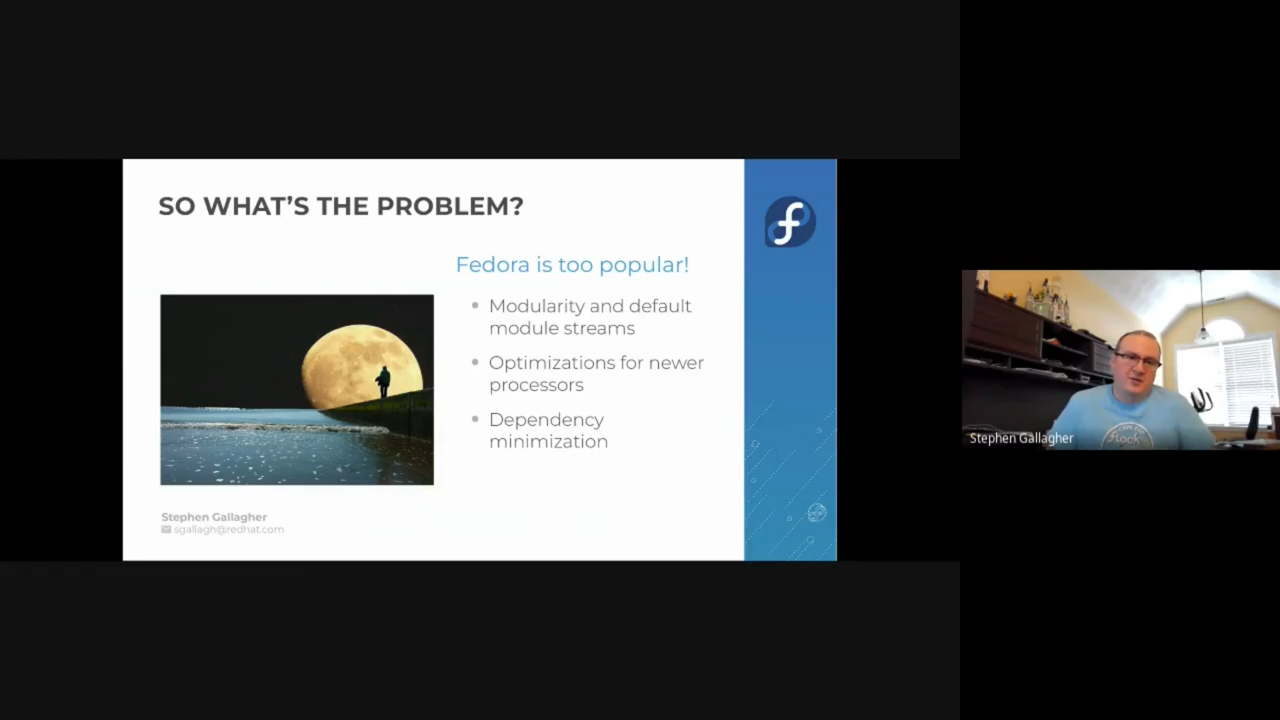 SO WHAT’S THE PROBLEM?
Fedora is too popular!
Modularity and default
module streams
Optimizations for newer
processors
Dependency
minimization
Stephen Gallagher
sgallagh@redhat.com
Stephen Gallagher
flock